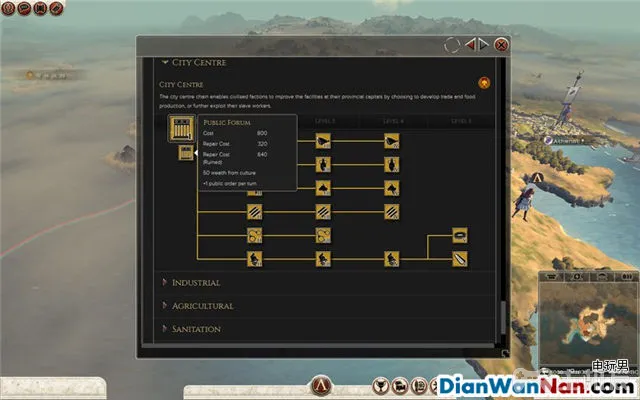 CITY CENTRE
CITY CENTRE
The city centre chain enables civilised factions to improve the facilities at their provincial capitals by choosing to develop trade and food
production, or further exploit their slave workers.
PUBLIC FORUM
Cost 800
Repair Cost 320
Repair Cost 640
(Ruined)
50 wealth from culture
+1 public order per turn
LEVEL 3
LEVEL 4
LEVEL 5
Athenai
INDUSTRIAL
AGRICULTURAL
SANITATION
电玩男
DianWanNan.com